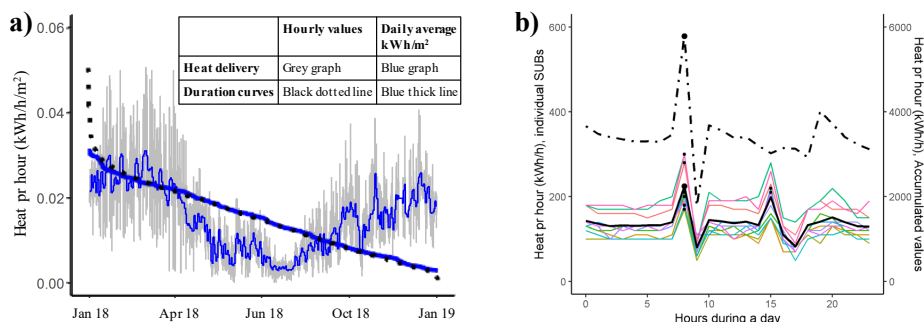 a)
Hourly values
Daily average kWh/m²
Heat delivery
Grey graph
Blue graph
Duration curves
Black dotted line
Blue thick line
Heat pr hour (kWh/h/m²)
0.06
0.04
0.02
0.00
Jan 18
Apr 18
Jun 18
Oct 18
Jan 19
b)
Heat pr hour (kWh/h), individual SUBs
600
400
200
0
0
5
10
15
20
Hours during a day
6000
4000
2000
0
Heat pr hour (kWh/h), Accumulated values